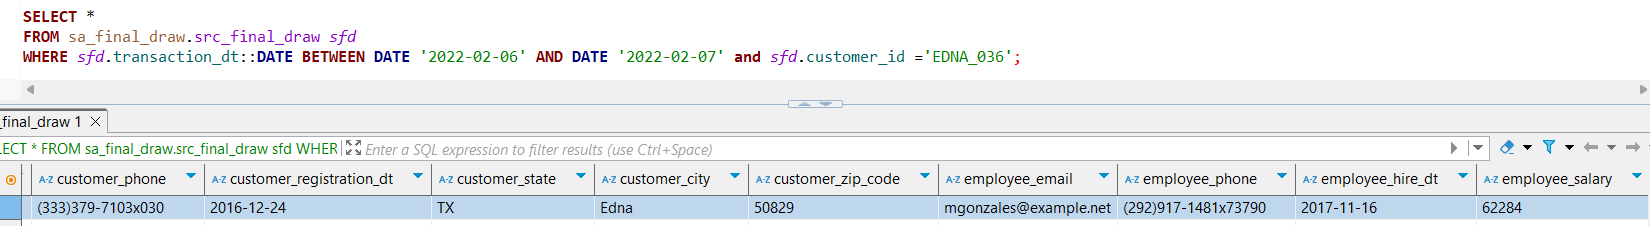 SELECT *
FROM sa_final_draw.src_final_draw sfd
WHERE sfd.transaction_dt::DATE BETWEEN DATE '2022-02-06' AND DATE '2022-02-07' and sfd.customer_id ='EDNA_036';
_final_draw 1
LECT * FROM sa_final_draw.src_final_draw sfd WHER Enter a SQL expression to filter results (use Ctrl+Space)
A-Z customer_phone A-Z customer_registration_dt A-Z customer_state A-Z customer_city A-Z customer_zip_code A-Z employee_email A-Z employee_phone A-Z employee_hire_dt A-Z employee_salary
(333)379-7103x030 2016-12-24 TX Edna 50829 mgonzales@example.net (292)917-1481x73790 2017-11-16 62284